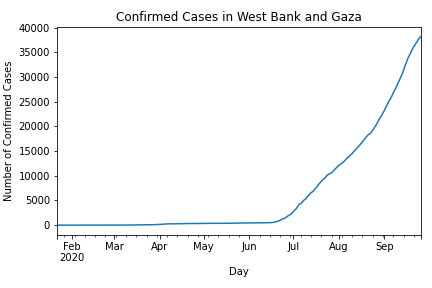 Confirmed Cases in West Bank and Gaza
Number of Confirmed Cases
40000
35000
30000
25000
20000
15000
10000
5000
0
Feb Mar Apr May Jun Jul Aug Sep
2020
Day